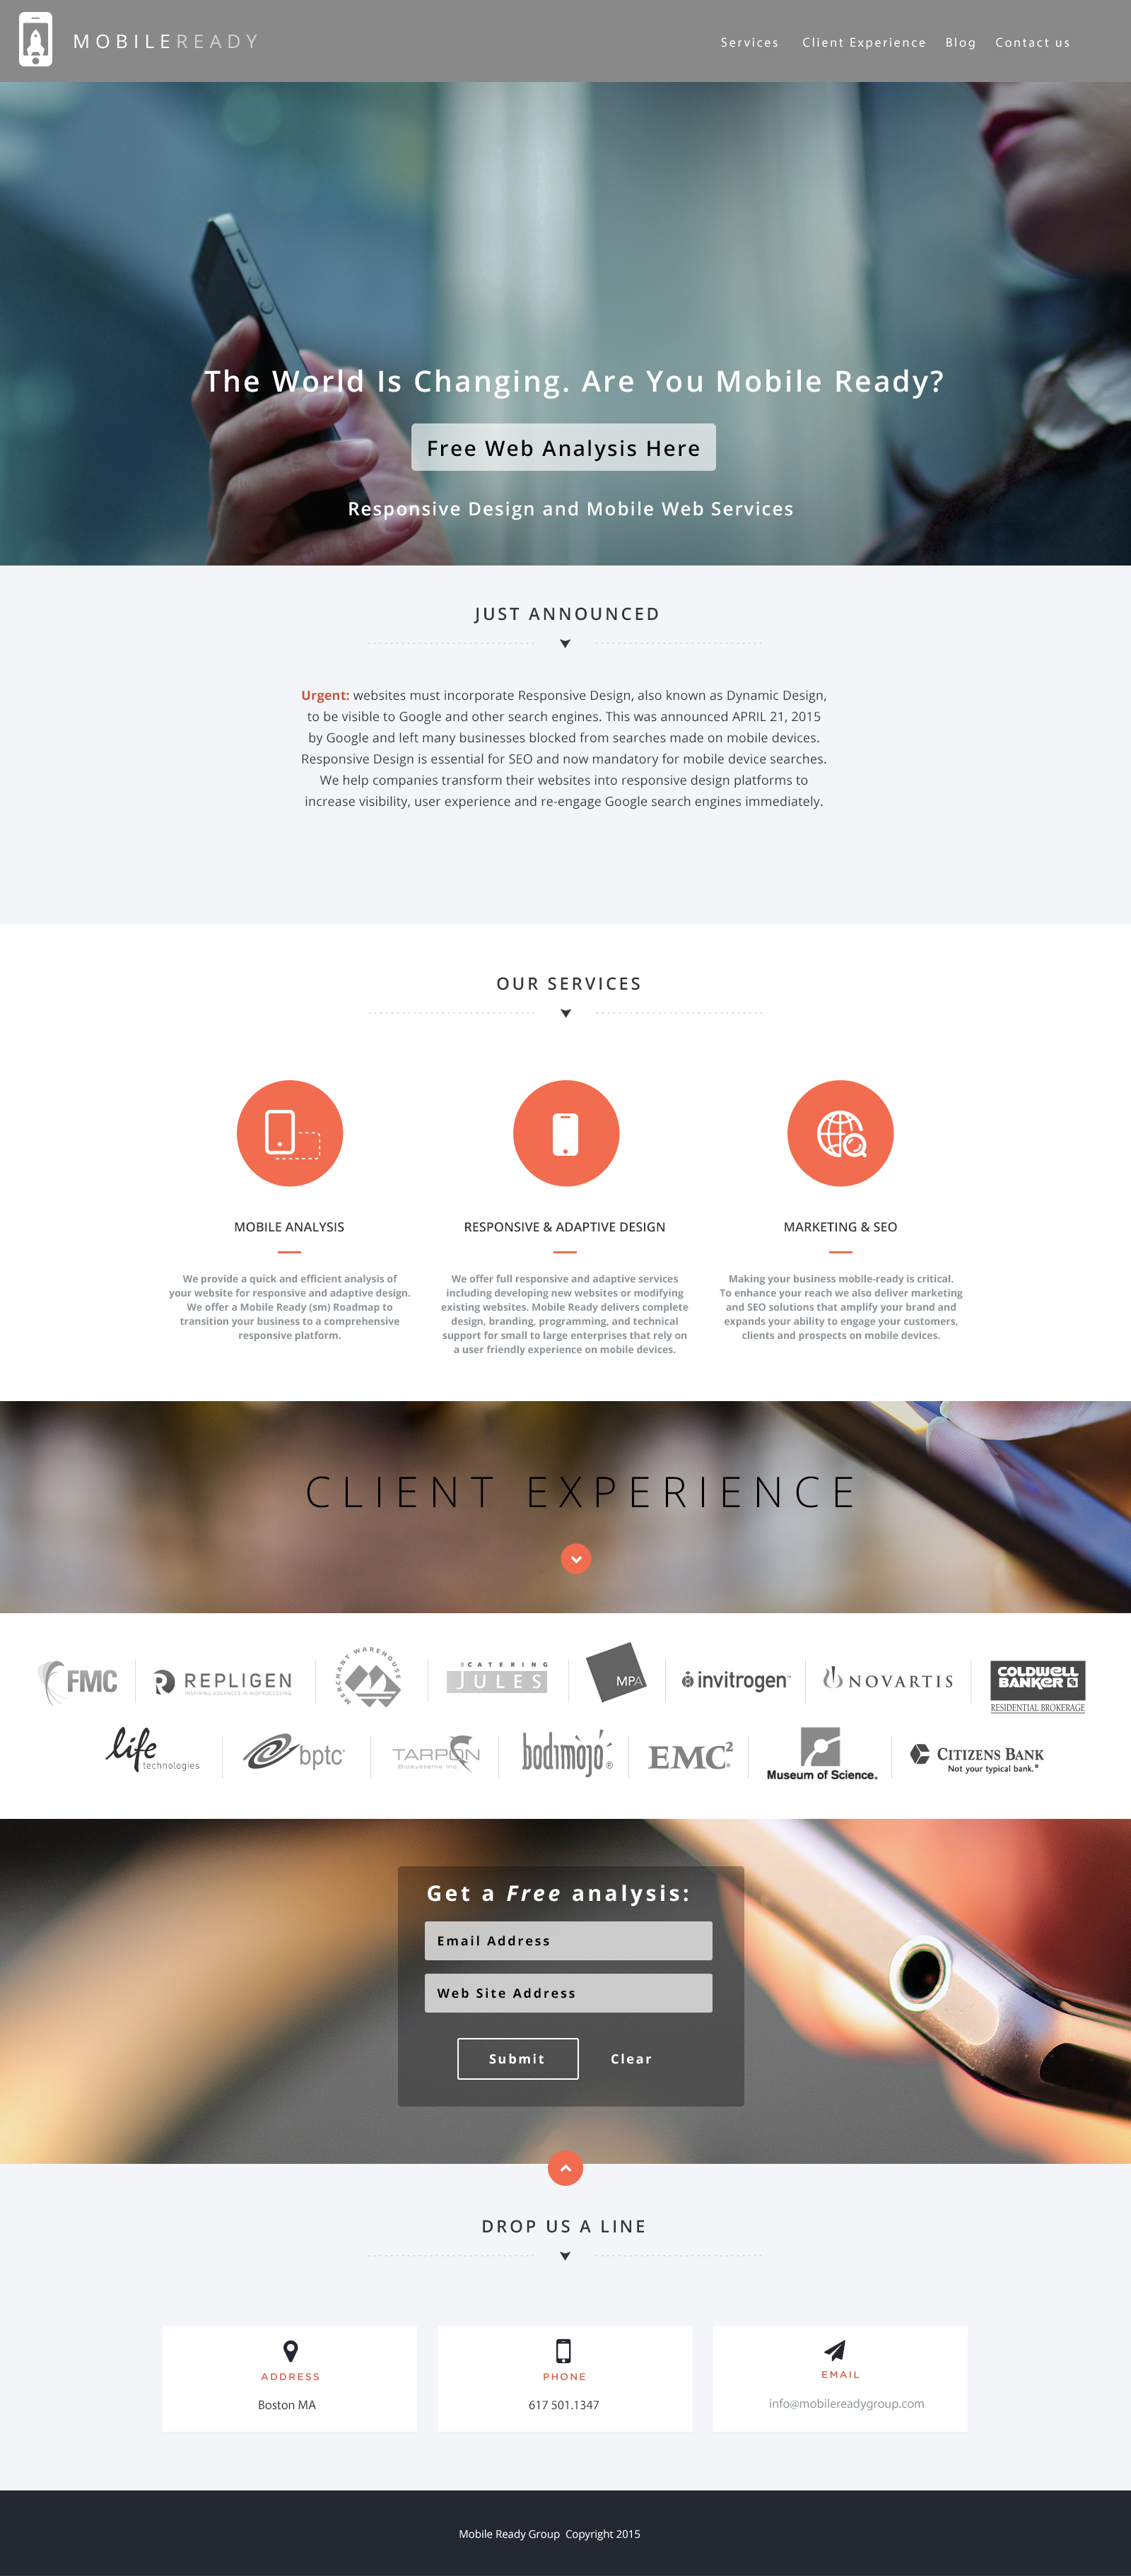 MOBILEREADY
Services Client Experience Blog Contact us
The World Is Changing. Are You Mobile Ready?
Free Web Analysis Here
Responsive Design and Mobile Web Services
JUST ANNOUNCED
Urgent: websites must incorporate Responsive Design, also known as Dynamic Design,
to be visible to Google and other search engines. This was announced APRIL 21, 2015
by Google and left many businesses blocked from searches made on mobile devices.
Responsive Design is essential for SEO and now mandatory for mobile device searches.
We help companies transform their websites into responsive design platforms to
increase visibility, user experience and re-engage Google search engines immediately.
OUR SERVICES
MOBILE ANALYSIS
We provide a quick and efficient analysis of
your website for responsive and adaptive design.
We offer a Mobile Ready (sm) Roadmap to
transition your business to a comprehensive
responsive platform.
RESPONSIVE & ADAPTIVE DESIGN
We offer full responsive and adaptive services
including developing new websites or modifying
existing websites. Mobile Ready delivers complete
design, branding, programming, and technical
support for small to large enterprises that rely on
a user friendly experience on mobile devices.
MARKETING & SEO
Making your business mobile-ready is critical.
To enhance your reach we also deliver marketing
and SEO solutions that amplify your brand and
expands your ability to engage your customers,
clients and prospects on mobile devices.
CLIENT EXPERIENCE
FMC
REPLIGEN
INSPIRING ADVANCES IN BIOPROCESSING
MERCHANT WAREHOUSE
CATERING
JULES
MPA
invitrogen™
NOVARTIS
COLDWELL
BANKER
RESIDENTIAL BROKERAGE
life
technologies
bptc
TARPON
Biosystems Inc.
bodimojo®
EMC²
Museum of Science.
CITIZENS BANK
Not your typical bank.®
Get a Free analysis:
Email Address
Web Site Address
Submit Clear
DROP US A LINE
ADDRESS
Boston MA
PHONE
617 501.1347
EMAIL
info@mobilereadygroup.com
Mobile Ready Group Copyright 2015